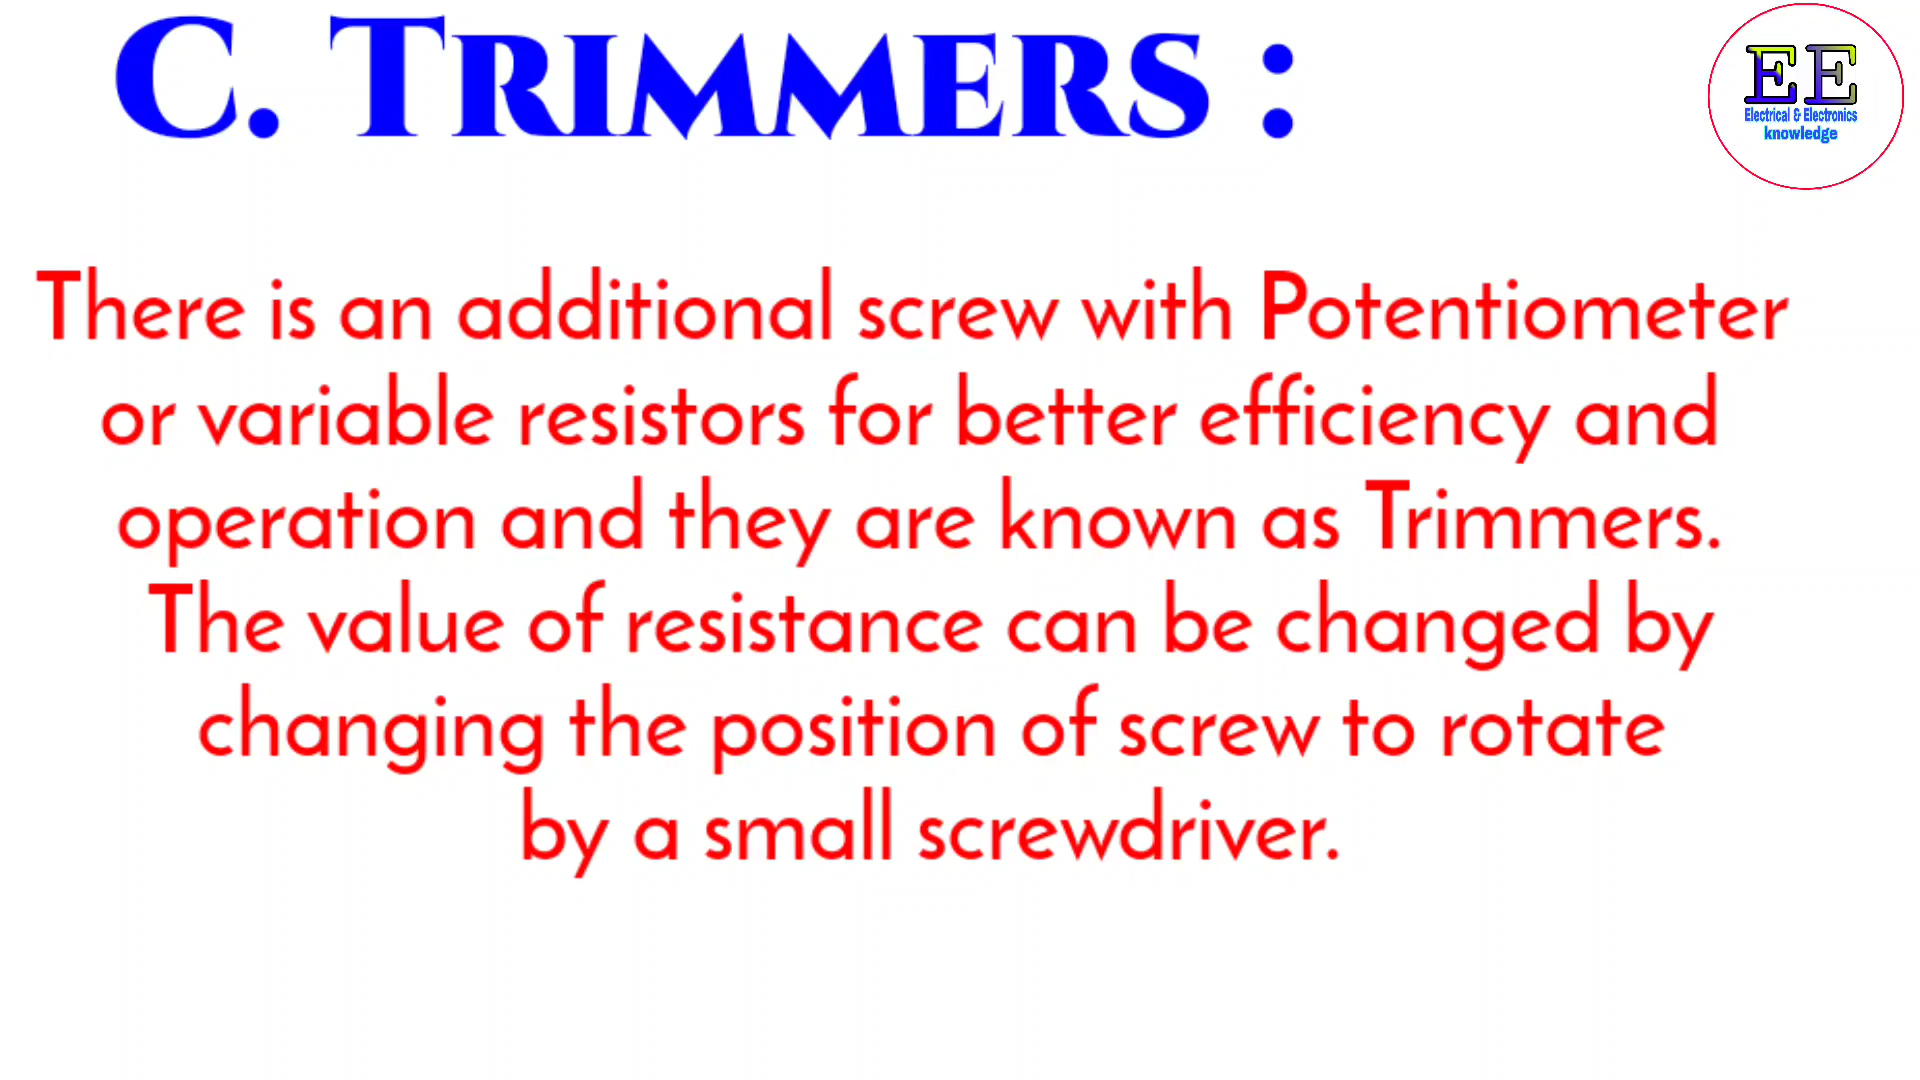 C. TRIMMERS :
EE
Electrical & Electronics
knowledge
There is an additional screw with Potentiometer
or variable resistors for better efficiency and
operation and they are known as Trimmers.
The value of resistance can be changed by
changing the position of screw to rotate
by a small screwdriver.